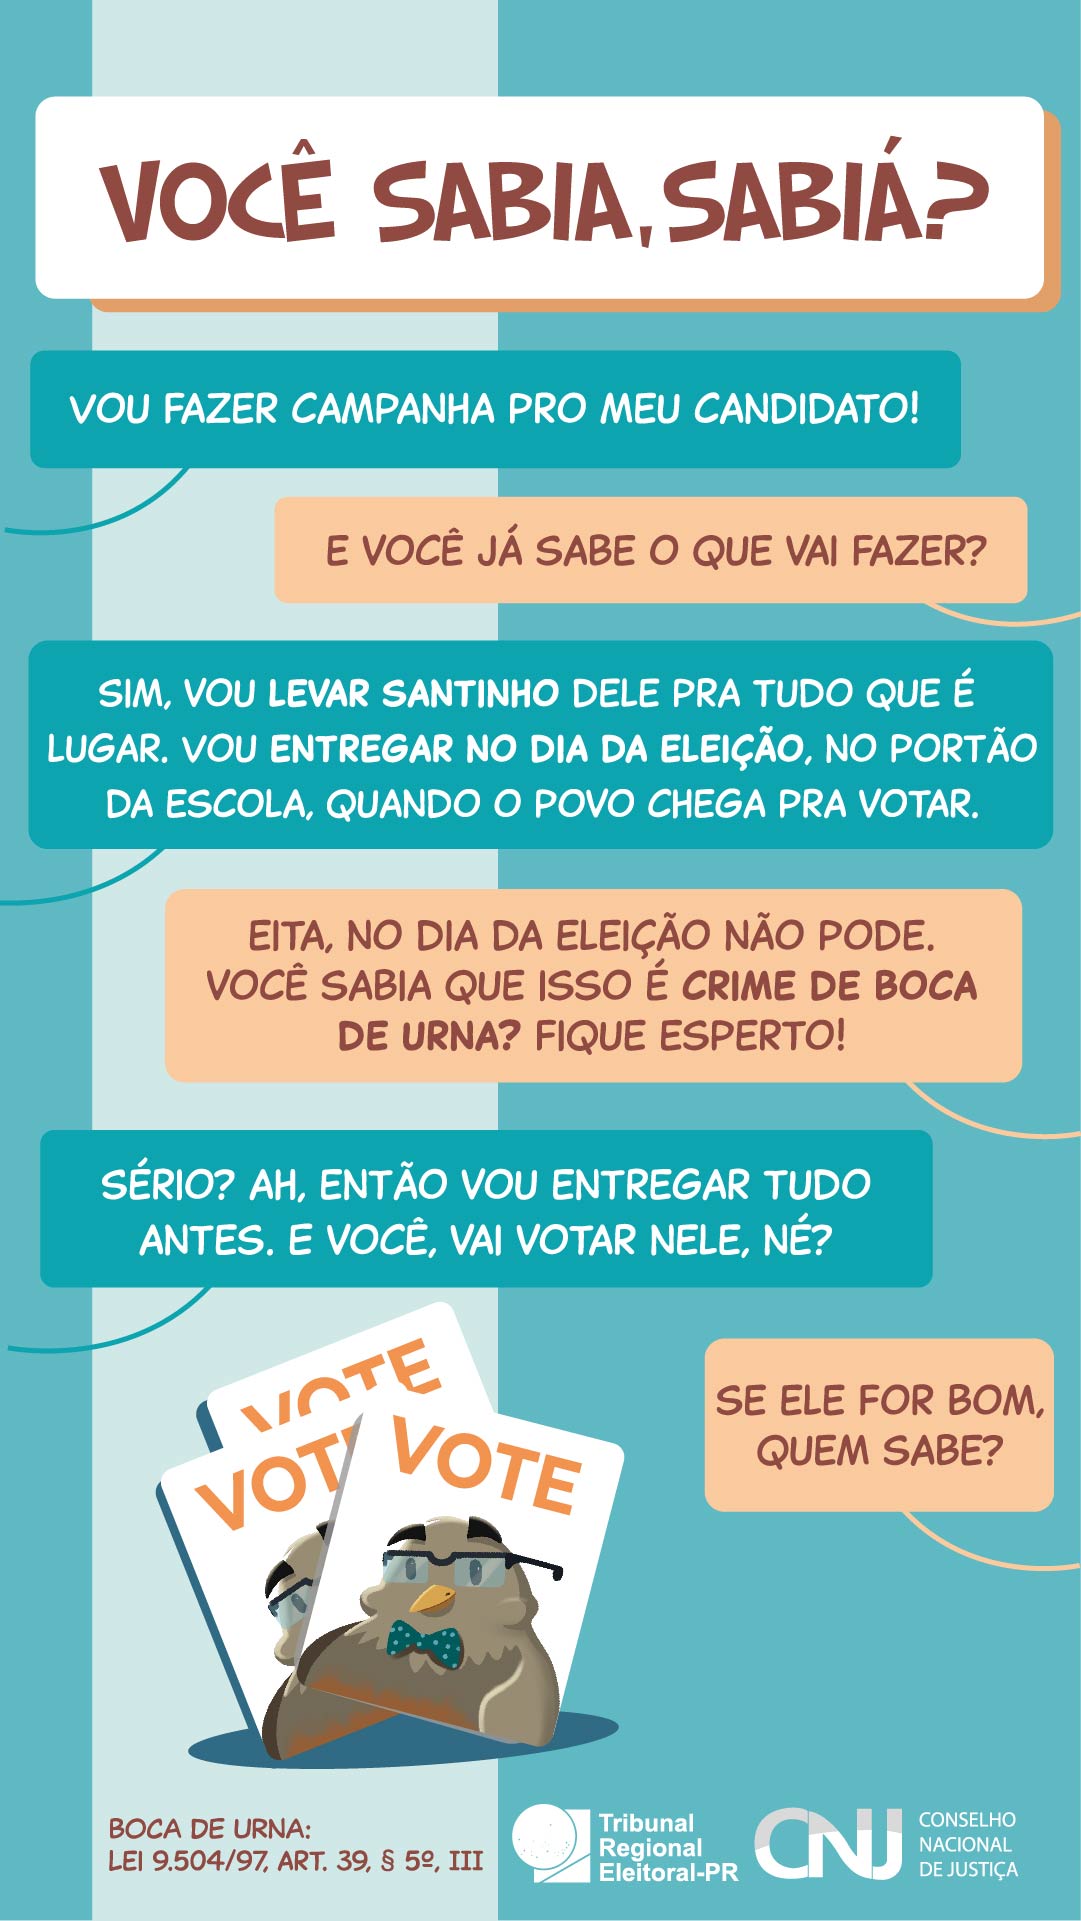 VOCÊ SABIA, SABIÁ?
VOU FAZER CAMPANHA PRO MEU CANDIDATO!
E VOCÊ JÁ SABE O QUE VAI FAZER?
SIM, VOU LEVAR SANTINHO DELE PRA TUDO QUE É
LUGAR. VOU ENTREGAR NO DIA DA ELEIÇÃO, NO PORTÃO
DA ESCOLA, QUANDO O POVO CHEGA PRA VOTAR.
EITA, NO DIA DA ELEIÇÃO NÃO PODE.
VOCÊ SABIA QUE ISSO É CRIME DE BOCA
DE URNA? FIQUE ESPERTO!
SÉRIO? AH, ENTÃO VOU ENTREGAR TUDO
ANTES. E VOCÊ, VAI VOTAR NELE, NÉ?
SE ELE FOR BOM,
QUEM SABE?
VOTE
VOT
VOTE
BOCA DE URNA:
LEI 9.504/97, ART. 39, § 5º, III
Tribunal
Regional
Eleitoral-PR
CNJ
CONSELHO
NACIONAL
DE JUSTIÇA